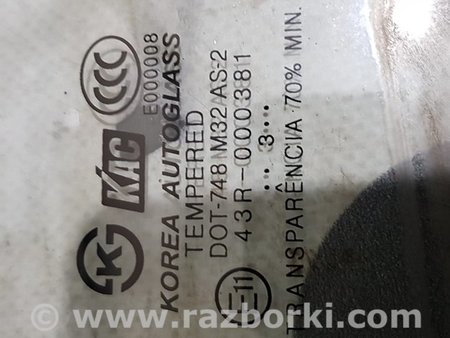 CCC
E000008
KAC
KOREA AUTOGLASS
TEMPERED
DOT-748 M32 AS-2
43R-000381
E11
... 3...
TRANSPARÊNCIA 70% MIN.
© www.razborki.com